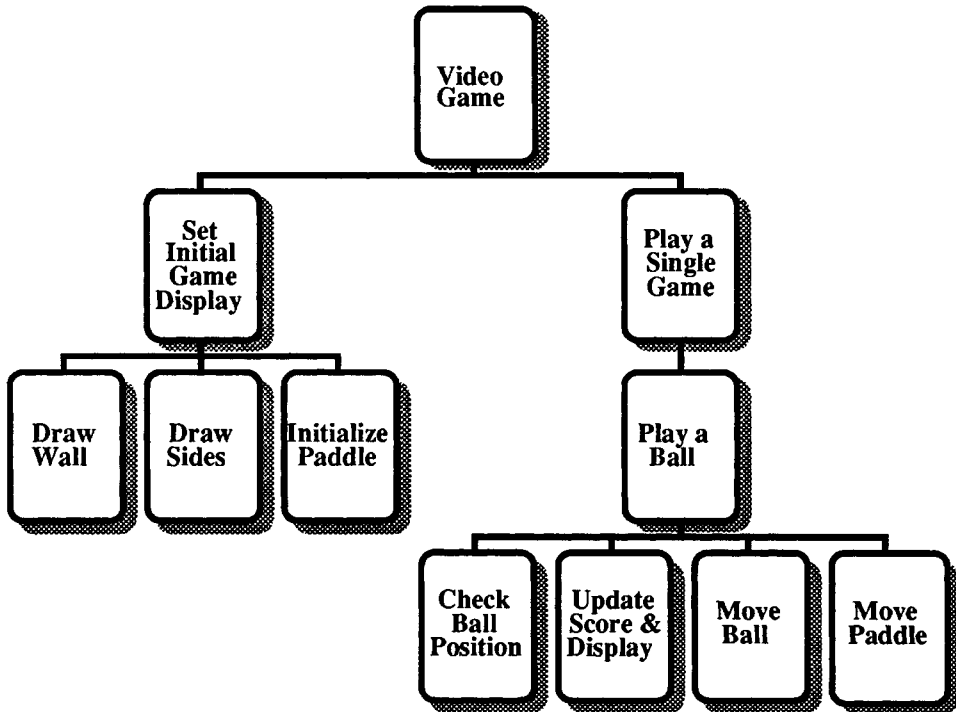 Video
Game
Set
Initial
Game
Display
Play a
Single
Game
Draw
Wall
Draw
Sides
Initialize
Paddle
Play a
Ball
Check
Ball
Position
Update
Score &
Display
Move
Ball
Move
Paddle